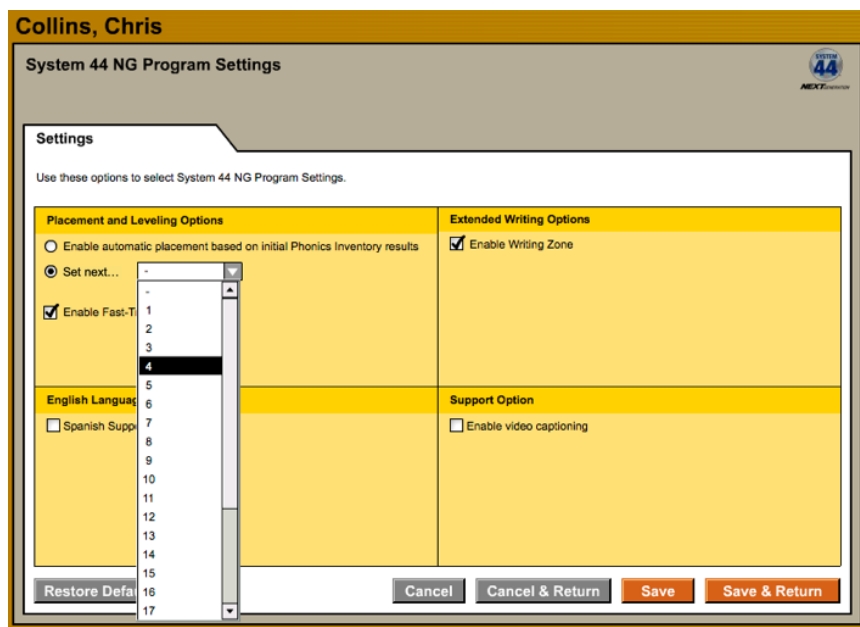 Collins, Chris
System 44 NG Program Settings
SYSTEM
44
NEXT
Settings
Use these options to select System 44 NG Program Settings.
Placement and Leveling Options
Enable automatic placement based on initial Phonics Inventory results
Set next... -
-
Enable Fast-T
1
2
3
4
5
6
7
8
9
10
11
12
13
14
15
16
17
Extended Writing Options
Enable Writing Zone
English Languag
Spanish Supp
Support Option
Enable video captioning
Restore Defa
Cancel
Cancel & Return
Save
Save & Return